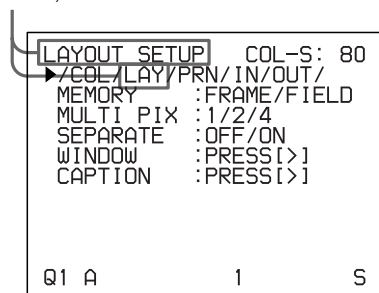 LAYOUT SETUP COL-S: 80
/COL/LAY/PRN/IN/OUT/
MEMORY :FRAME/FIELD
MULTI PIX :1/2/4
SEPARATE :OFF/ON
WINDOW :PRESS[>]
CAPTION :PRESS[>]
Q1 A 1 S